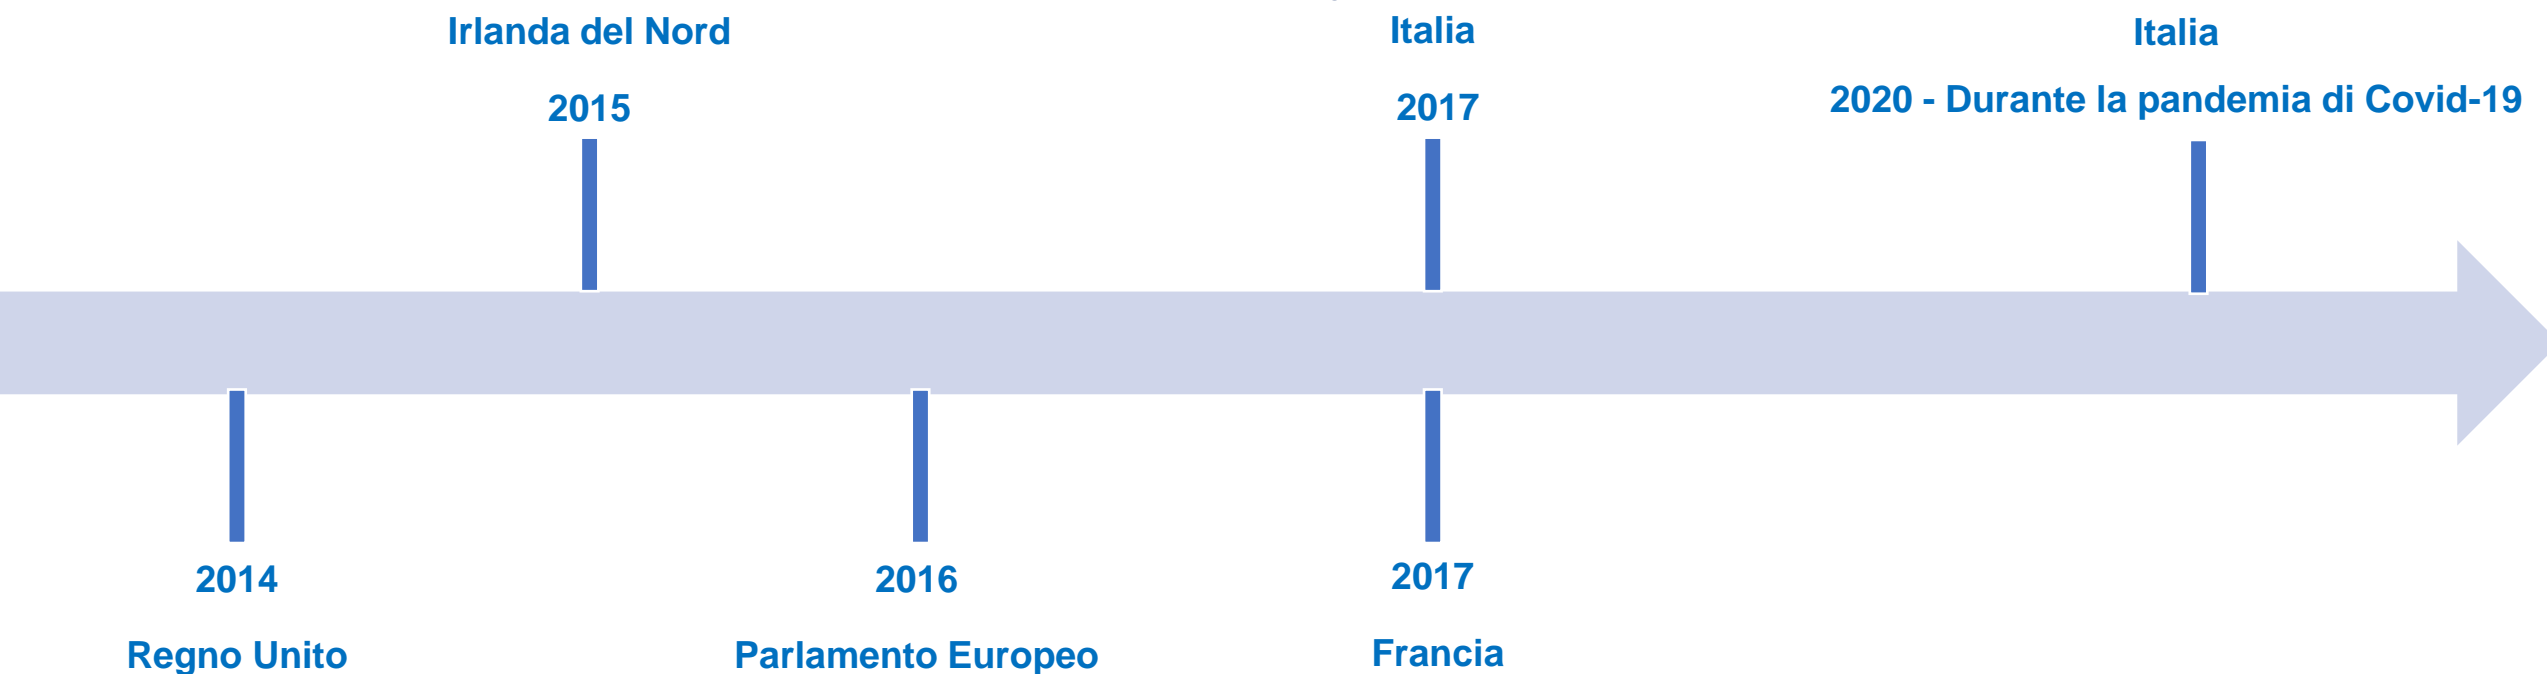 Irlanda del Nord
2015
Italia
2017
Italia
2020 - Durante la pandemia di Covid-19
2014
Regno Unito
2016
Parlamento Europeo
2017
Francia